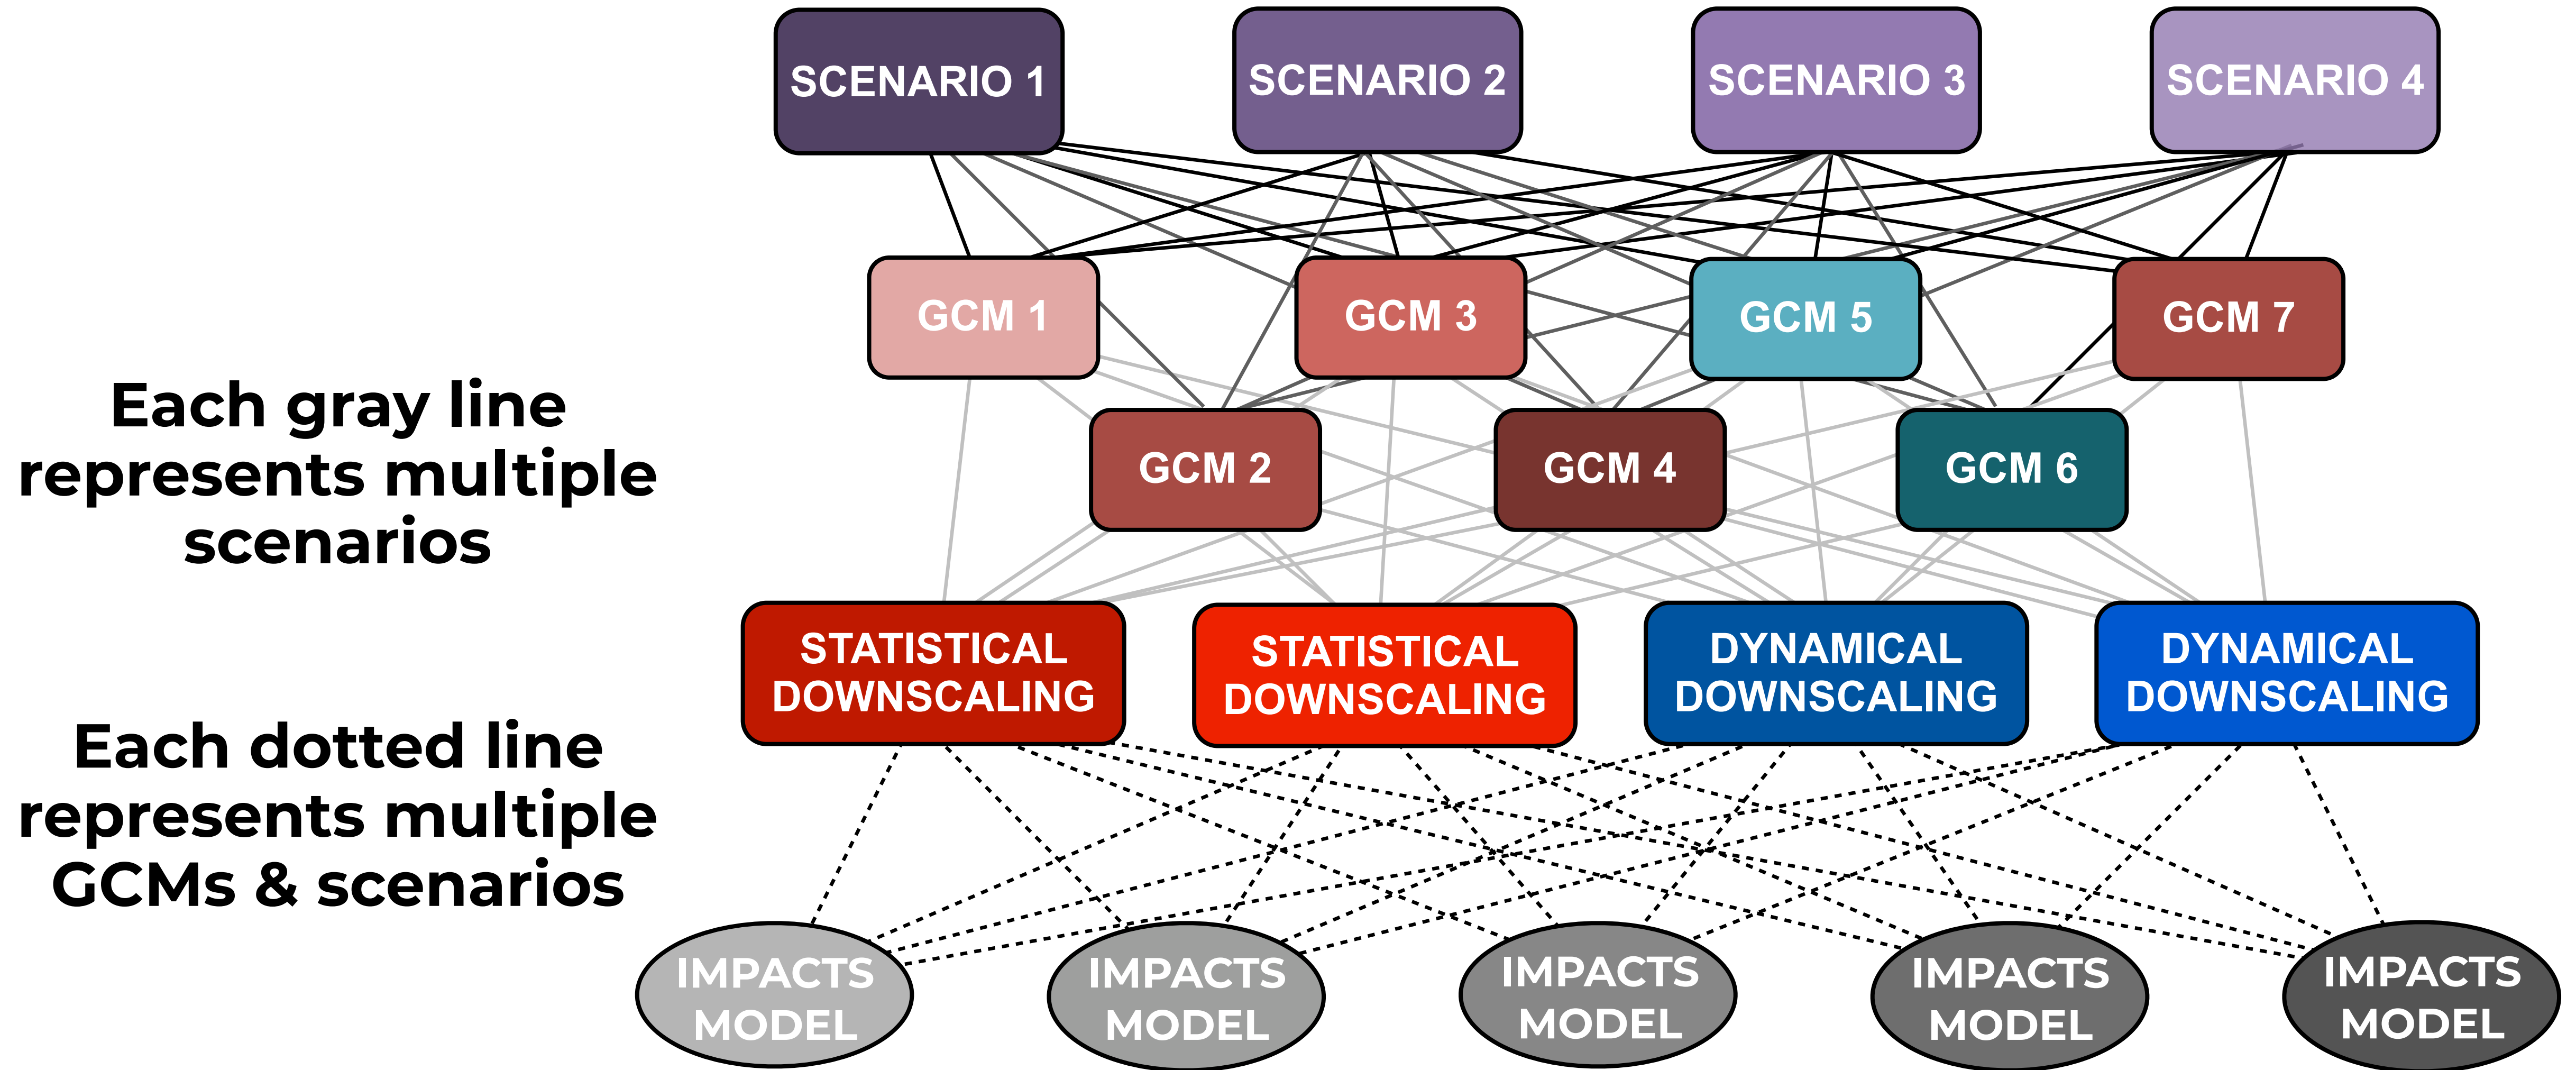 SCENARIO 1
SCENARIO 2
SCENARIO 3
SCENARIO 4
GCM 1
GCM 3
GCM 5
GCM 7
Each gray line
represents multiple
scenarios
GCM 2
GCM 4
GCM 6
STATISTICAL
DOWNSCALING
STATISTICAL
DOWNSCALING
DYNAMICAL
DOWNSCALING
DYNAMICAL
DOWNSCALING
Each dotted line
represents multiple
GCMs & scenarios
IMPACTS
MODEL
IMPACTS
MODEL
IMPACTS
MODEL
IMPACTS
MODEL
IMPACTS
MODEL